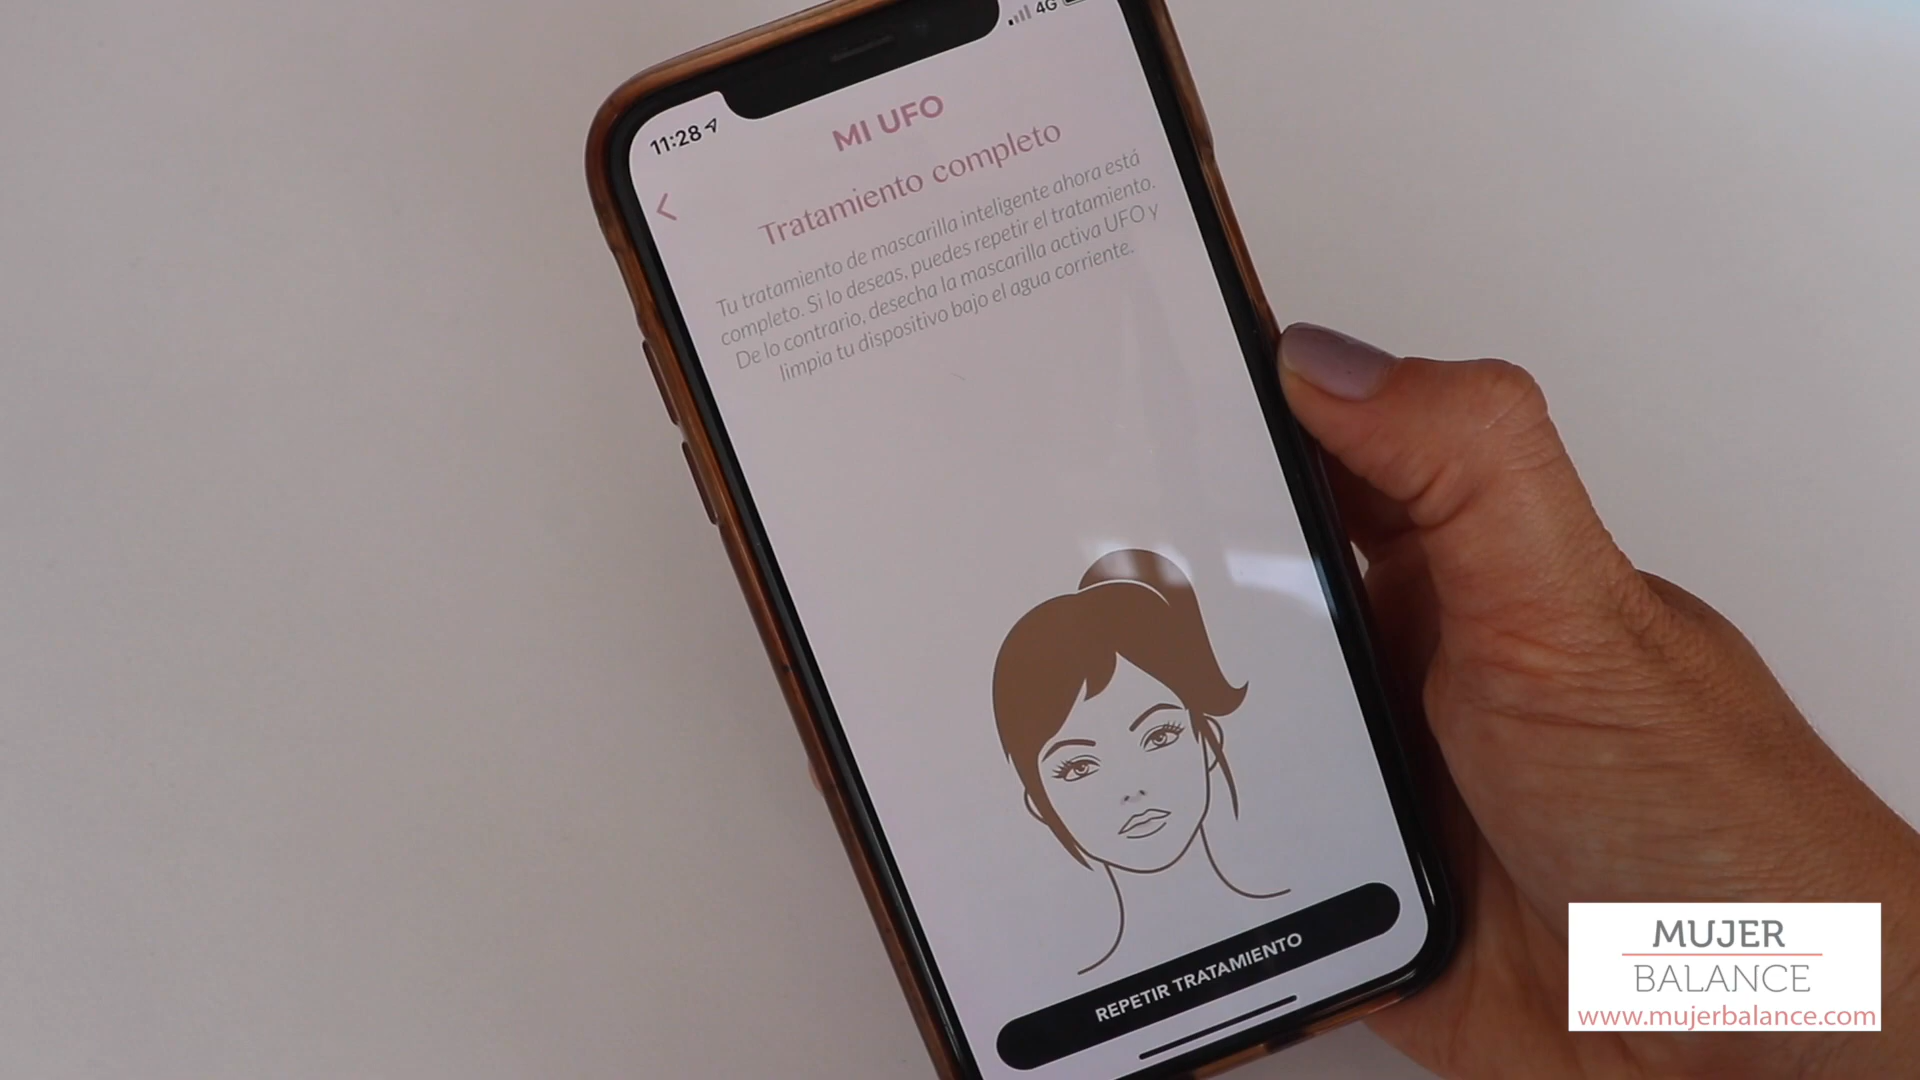 11:28
4G
MI UFO
Tratamiento completo
Tu tratamiento de mascarilla inteligente ahora está
completo. Si lo deseas, puedes repetir el tratamiento.
De lo contrario, desecha la mascarilla activa UFO y
limpia tu dispositivo bajo el agua corriente.
REPETIR TRATAMIENTO
MUJER
BALANCE
www.mujerbalance.com